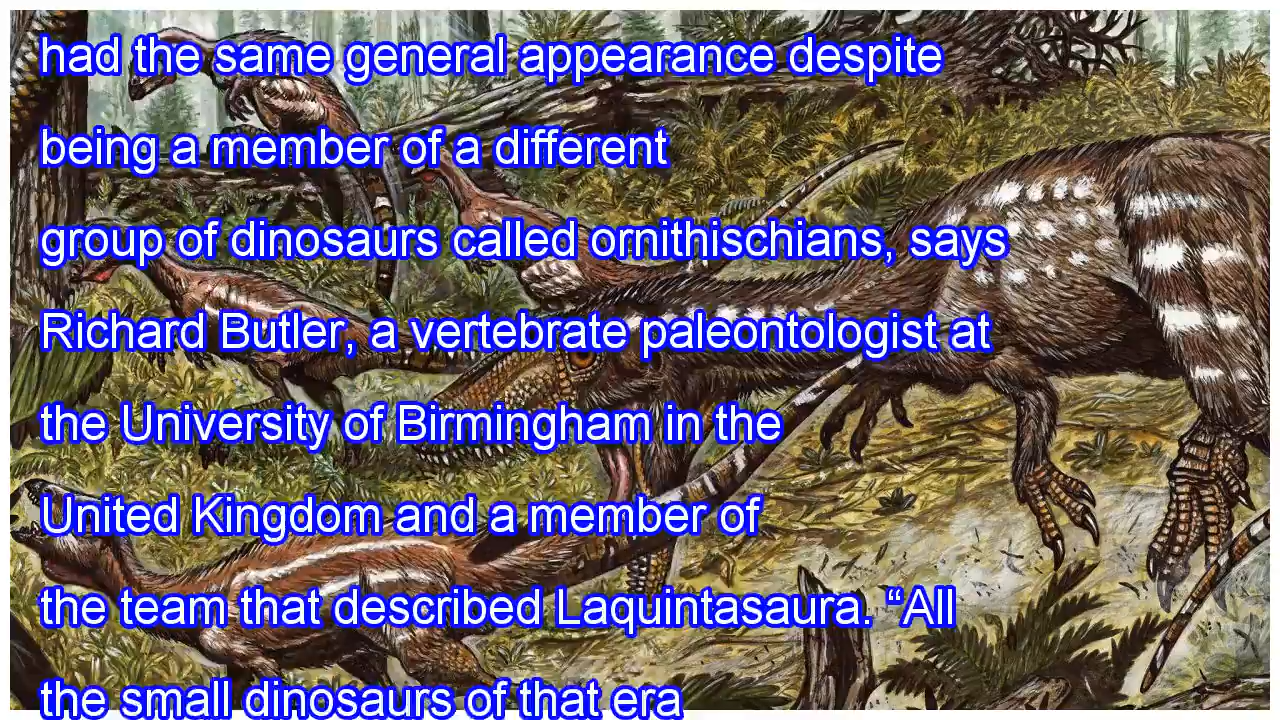 had the same general appearance despite
being a member of a different
group of dinosaurs called ornithischians, says
Richard Butler, a vertebrate paleontologist at
the University of Birmingham in the
United Kingdom and a member of
the team that described Laquintasaura. “All
the small dinosaurs of that era